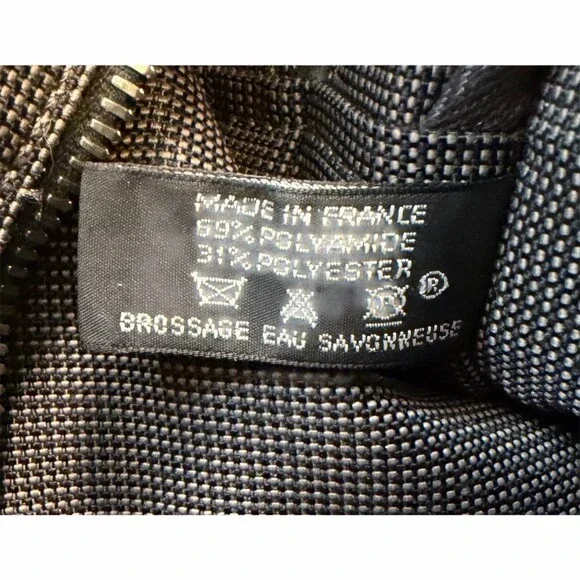 MADE IN FRANCE
69% POLYAMIDE
31% POLYESTER
®
BROSSAGE EAU SAVONNEUSE